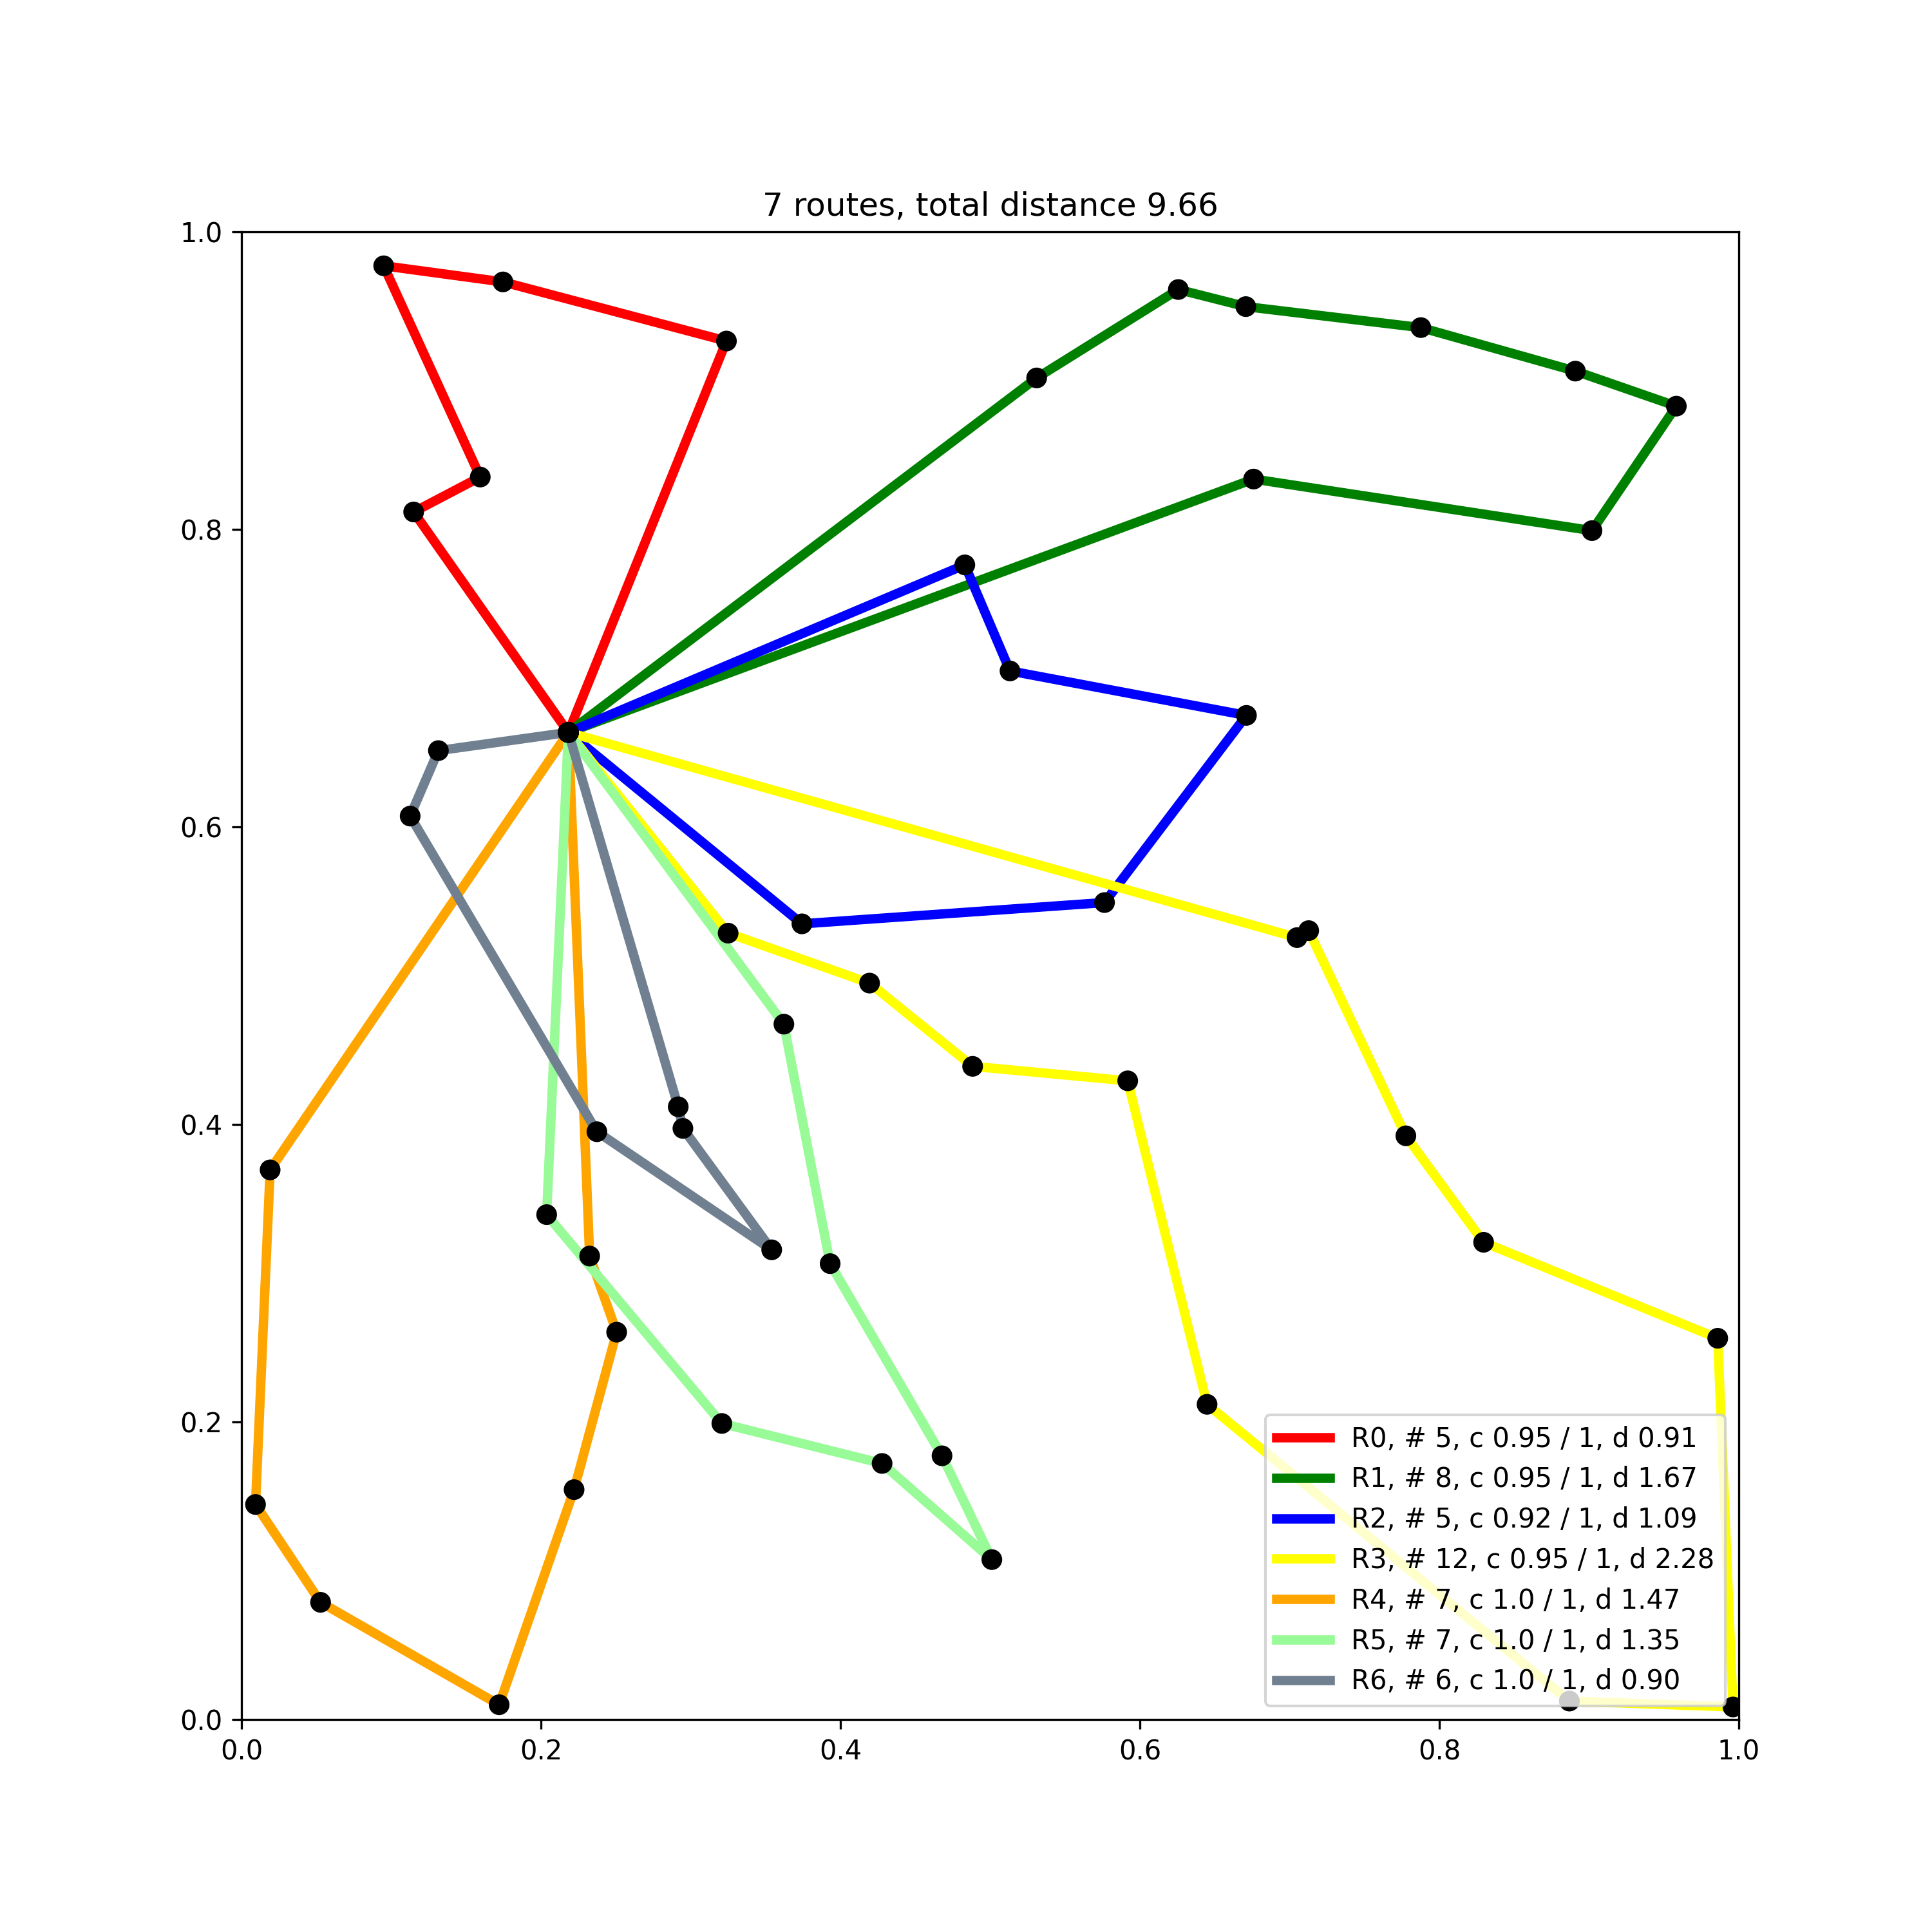 7 routes, total distance 9.66
1.0
0.8
0.6
0.4
0.2
0.0
R0, # 5, c 0.95 / 1, d 0.91
R1, # 8, c 0.95 / 1, d 1.67
R2, # 5, c 0.92 / 1, d 1.09
R3, # 12, c 0.95 / 1, d 2.28
R4, # 7, c 1.0 / 1, d 1.47
R5, # 7, c 1.0 / 1, d 1.35
R6, # 6, c 1.0 / 1, d 0.90
0.0 0.2 0.4 0.6 0.8 1.0